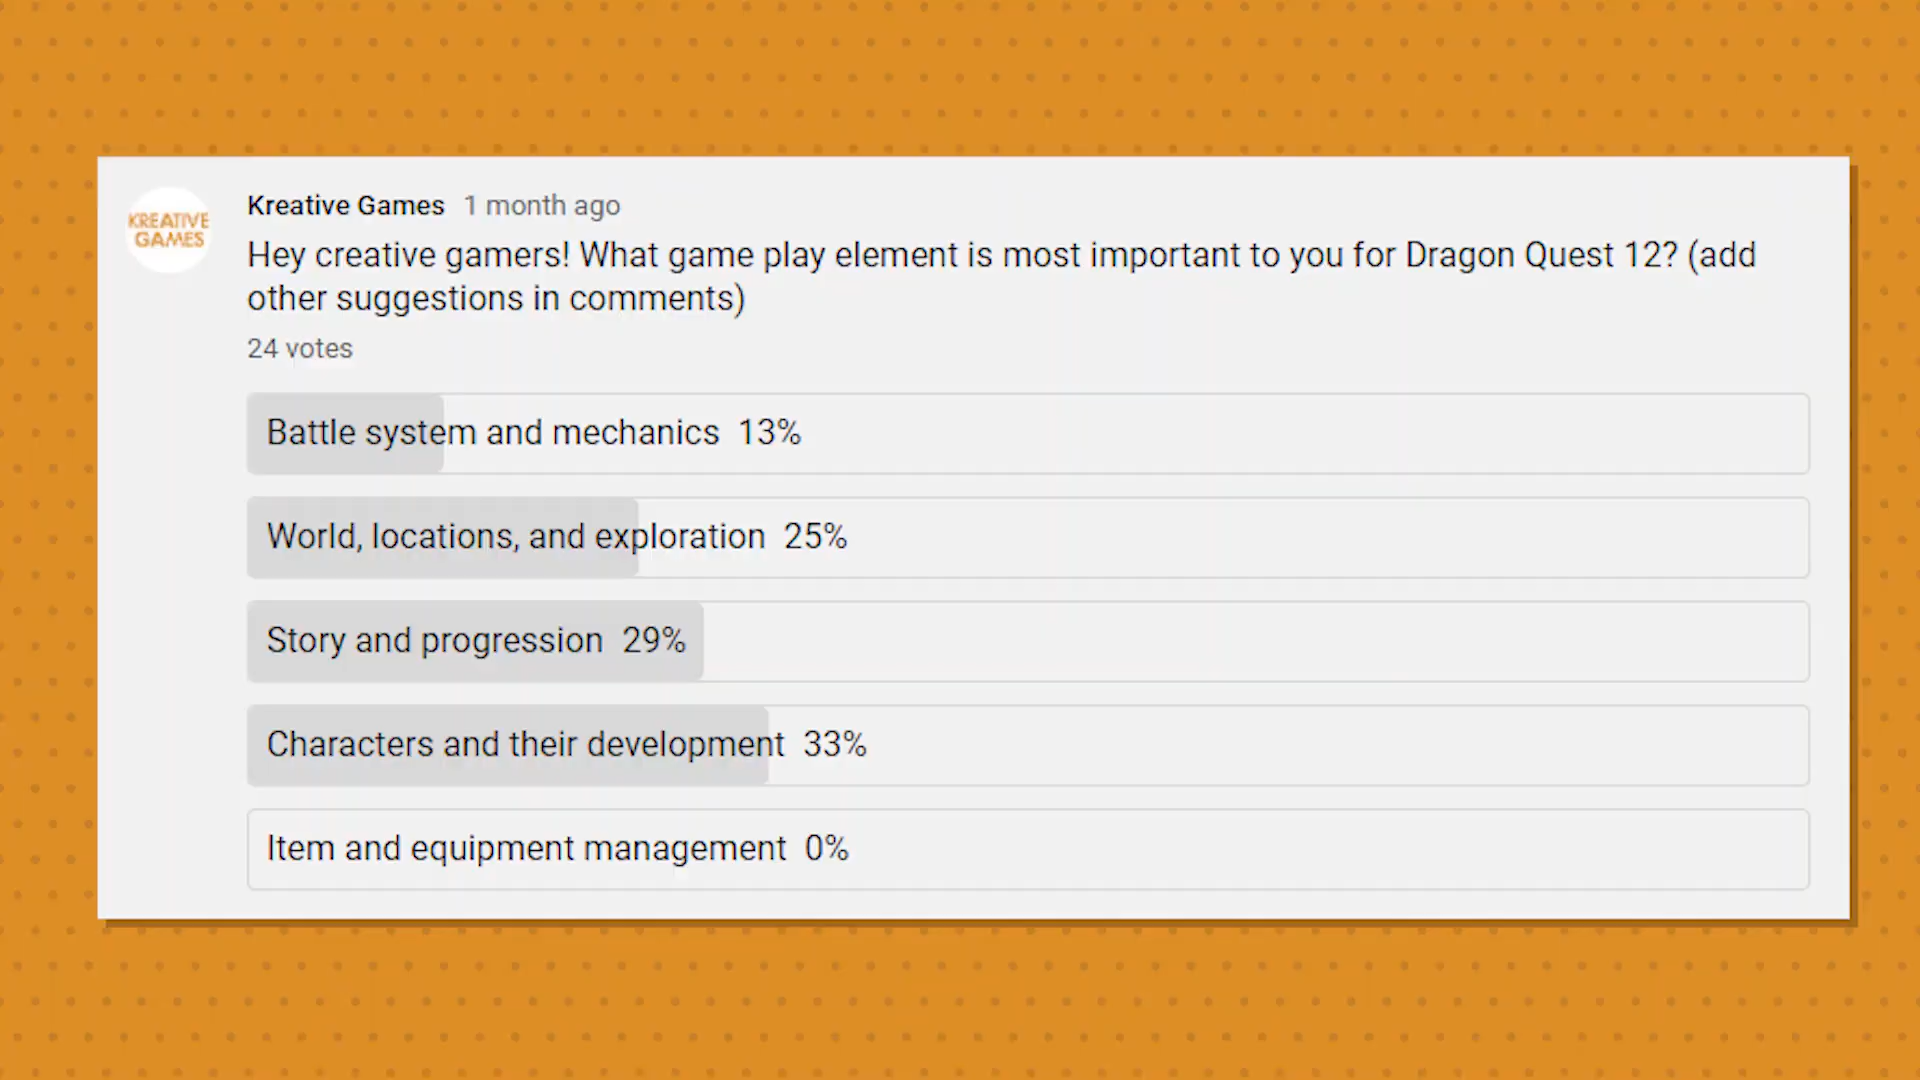 KREATIVE
GAMES
Kreative Games 1 month ago
Hey creative gamers! What game play element is most important to you for Dragon Quest 12? (add
other suggestions in comments)
24 votes
Battle system and mechanics 13%
World, locations, and exploration 25%
Story and progression 29%
Characters and their development 33%
Item and equipment management 0%